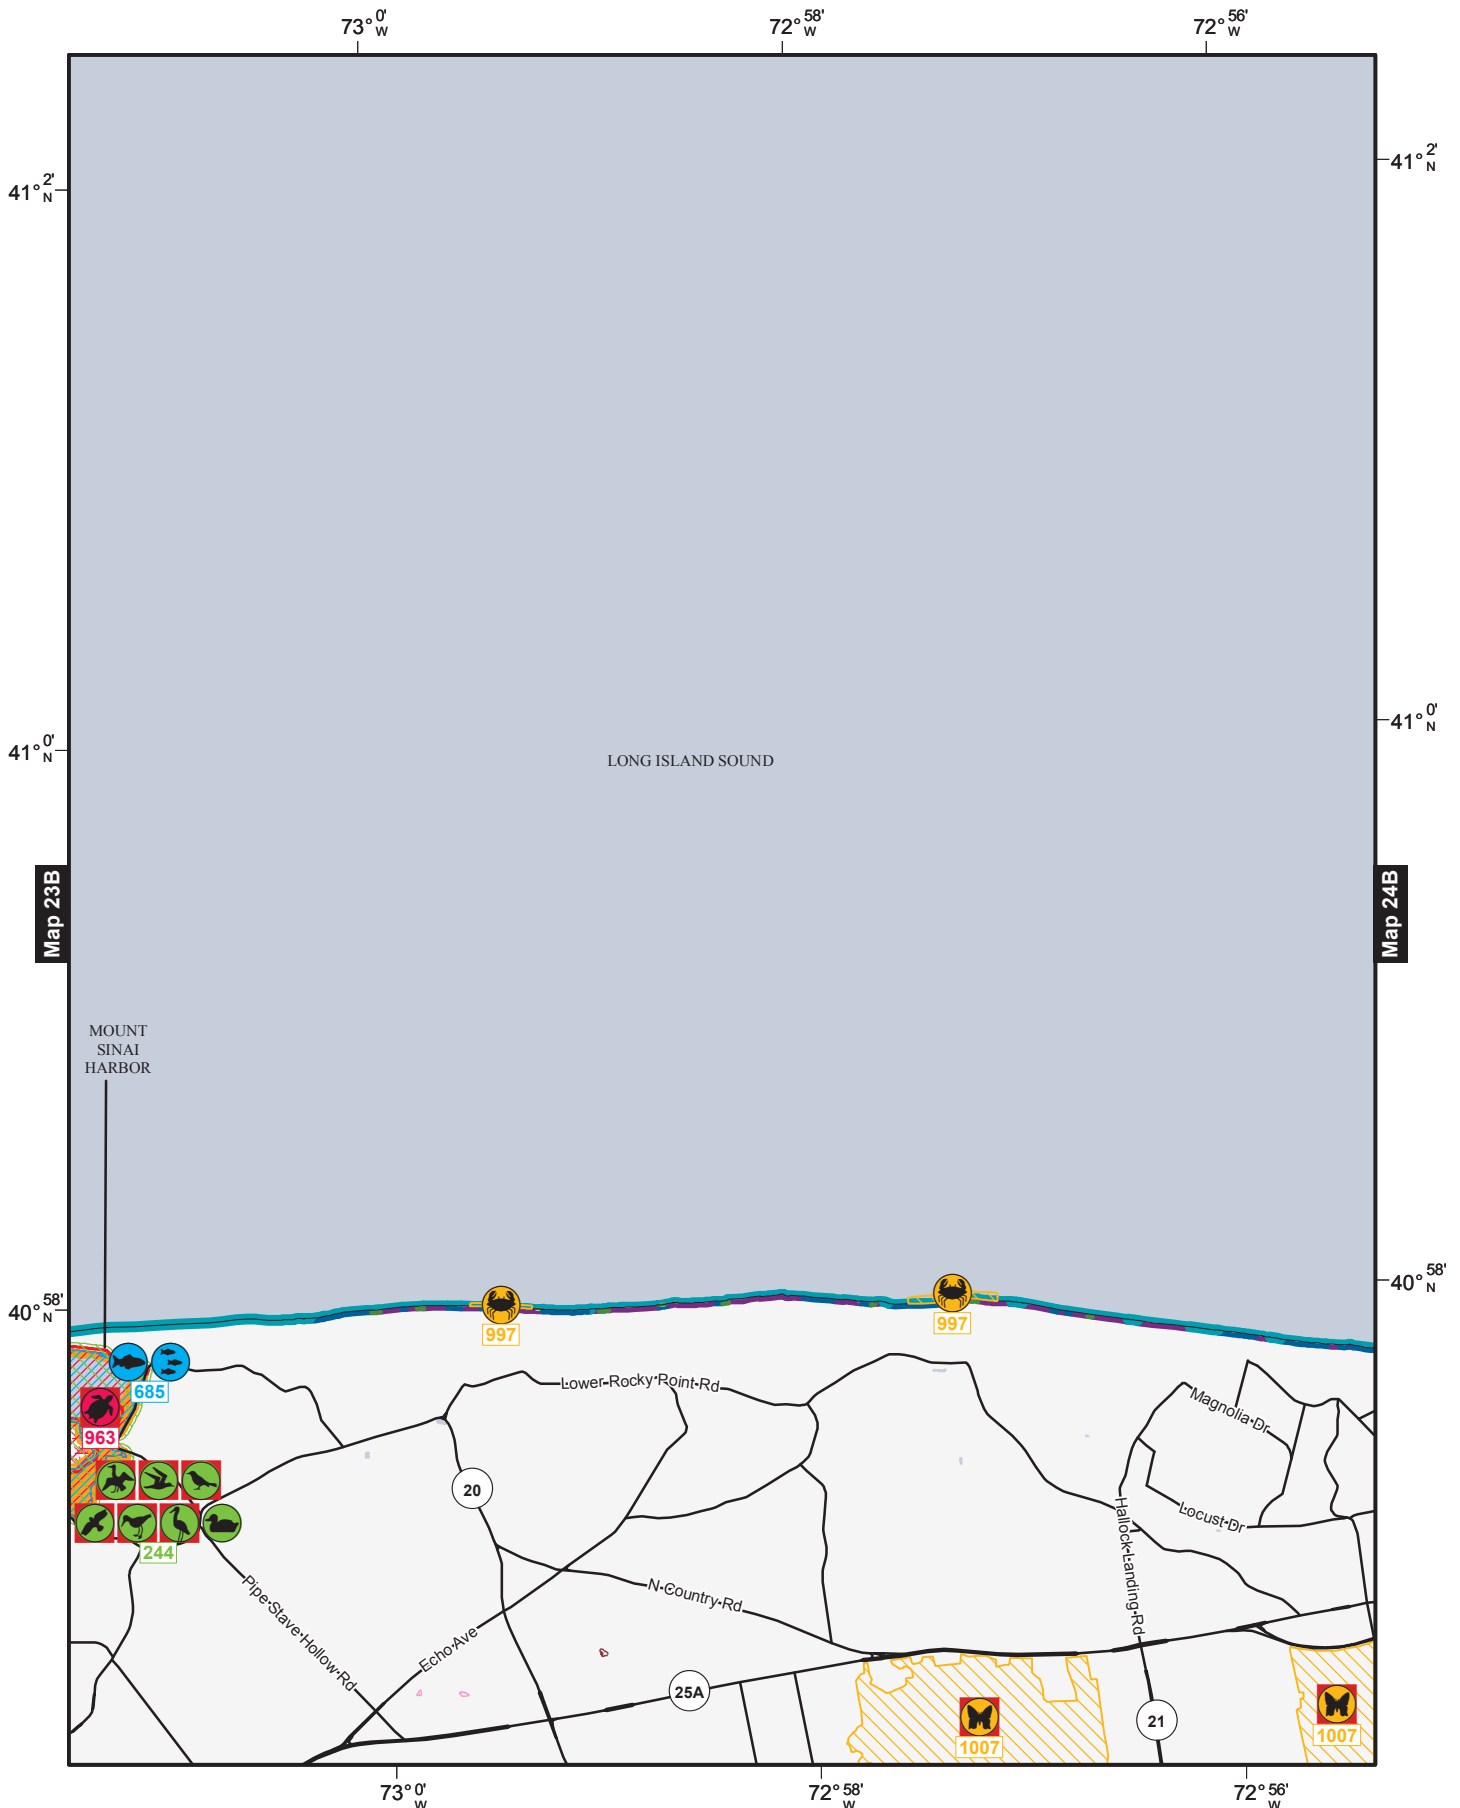 73° 0' W
72° 58' W
72° 56' W
41° 2' N
41° 2' N
41° 0' N
41° 0' N
LONG ISLAND SOUND
Map 23B
Map 24B
MOUNT
SINAI
HARBOR
40° 58' N
40° 58' N
997
997
685
963
244
Lower Rocky Point Rd
Magnolia Dr
Locust Dr
Hallock Landing Rd
20
N Country Rd
Pipe Stave Hollow Rd
Echo Ave
25A
21
1007
1007
73° 0' W
72° 58' W
72° 56' W